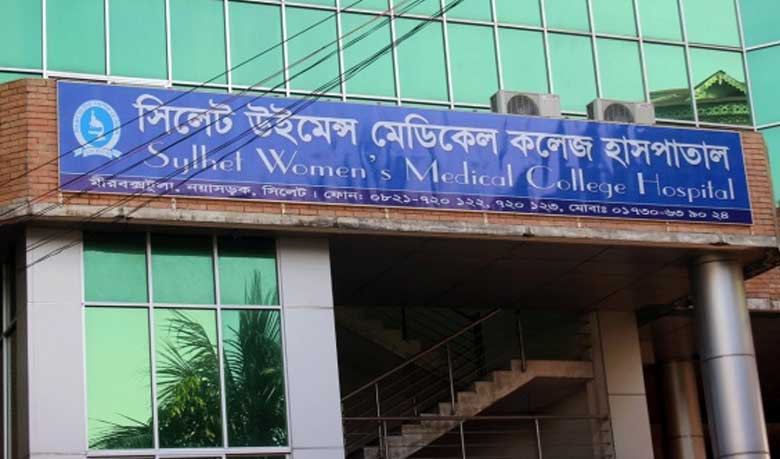 সিলেট উইমেন্স মেডিকেল কলেজ হাসপাতাল
Sylhet Women's Medical College Hospital
মীরবক্সটুলা, নয়াসড়ক, সিলেট। ফোন: ০৮২১-৭২০ ১২২, ৭২০ ১২৩, মোবাঃ ০১৭৩০-৬৩ ৯০ ২৪